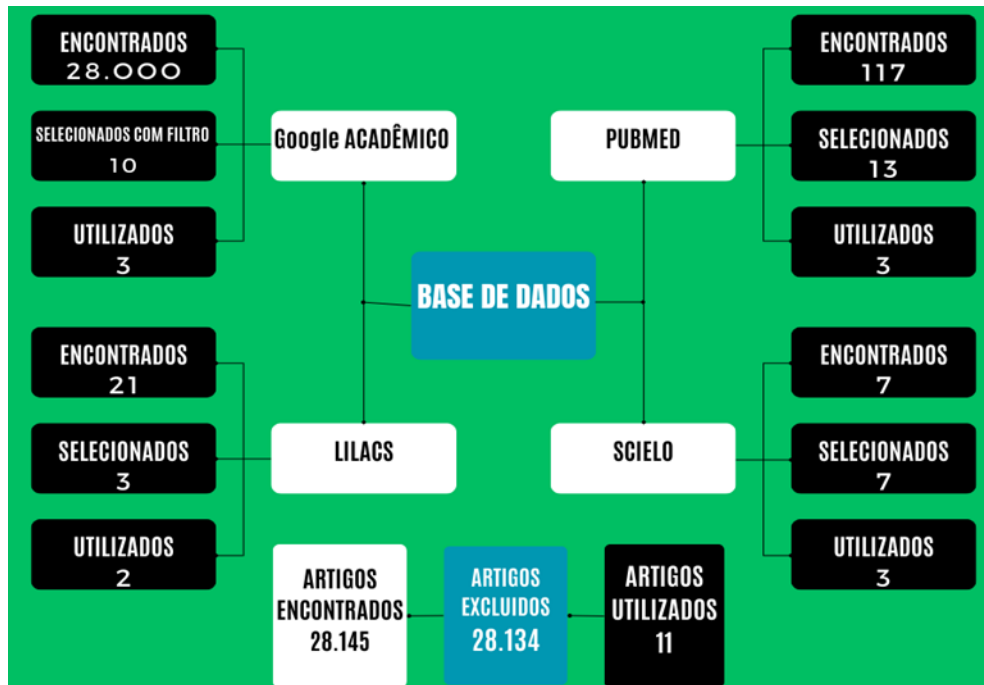 ENCONTRADOS
28.000
SELECIONADOS COM FILTRO
10
UTILIZADOS
3
Google ACADÊMICO
PUBMED
ENCONTRADOS
117
SELECIONADOS
13
UTILIZADOS
3
BASE DE DADOS
ENCONTRADOS
21
SELECIONADOS
3
UTILIZADOS
2
LILACS
SCIELO
ENCONTRADOS
7
SELECIONADOS
7
UTILIZADOS
3
ARTIGOS
ENCONTRADOS
28.145
ARTIGOS
EXCLUIDOS
28.134
ARTIGOS
UTILIZADOS
11